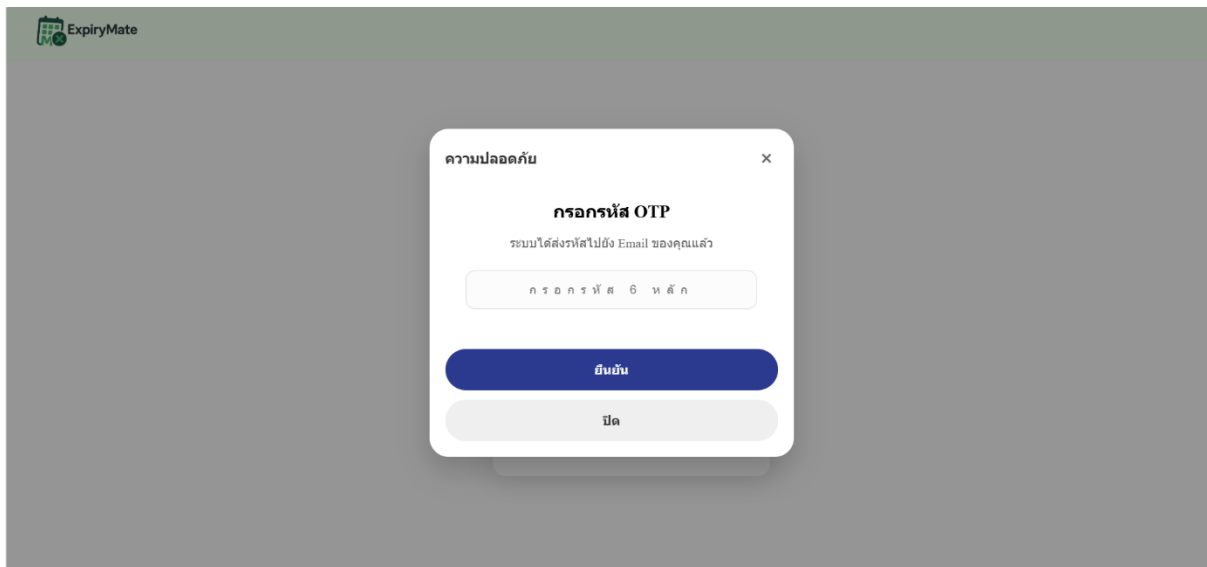 ExpiryMate
ความปลอดภัย ×
กรอกรหัส OTP
ระบบได้ส่งรหัสไปยัง Email ของคุณแล้ว
กรอกรหัส 6 หลัก
ยืนยัน
ปิด